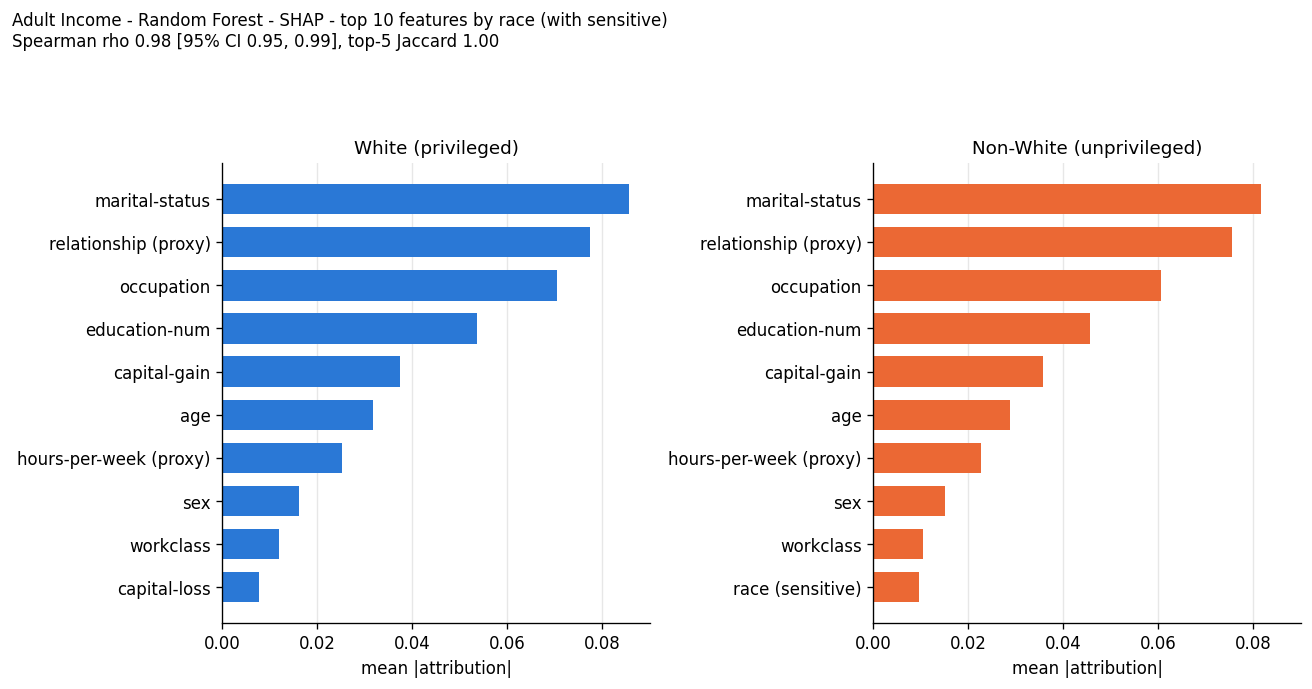 Adult Income - Random Forest - SHAP - top 10 features by race (with sensitive)
Spearman rho 0.98 [95% CI 0.95, 0.99], top-5 Jaccard 1.00
White (privileged)
marital-status
relationship (proxy)
occupation
education-num
capital-gain
age
hours-per-week (proxy)
sex
workclass
capital-loss
0.00 0.02 0.04 0.06 0.08
mean |attribution|
Non-White (unprivileged)
marital-status
relationship (proxy)
occupation
education-num
capital-gain
age
hours-per-week (proxy)
sex
workclass
race (sensitive)
0.00 0.02 0.04 0.06 0.08
mean |attribution|